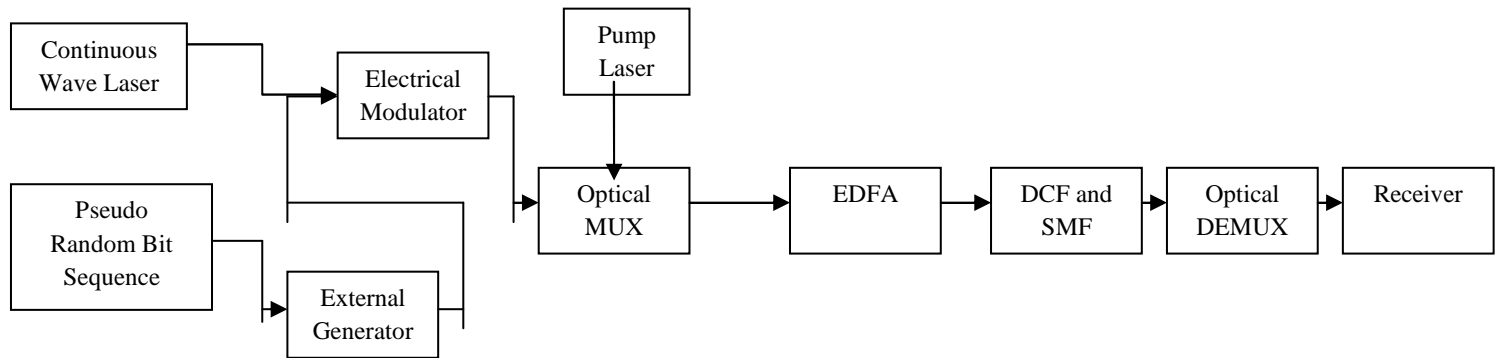 Continuous
Wave Laser
Pseudo
Random Bit
Sequence
Electrical
Modulator
External
Generator
Pump
Laser
Optical
MUX
EDFA
DCF and
SMF
Optical
DEMUX
Receiver